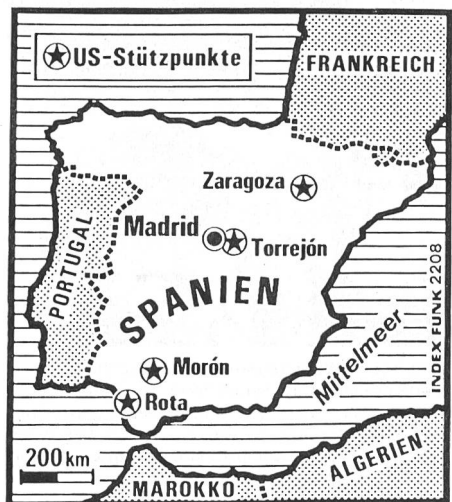 US-Stützpunkte
FRANKREICH
Zaragoza
Madrid
Torrejón
PORTUGAL
SPANIEN
Morón
Rota
Mittelmeer
INDEX FUNK 2208
200 km
MAROKKO
ALGERIEN